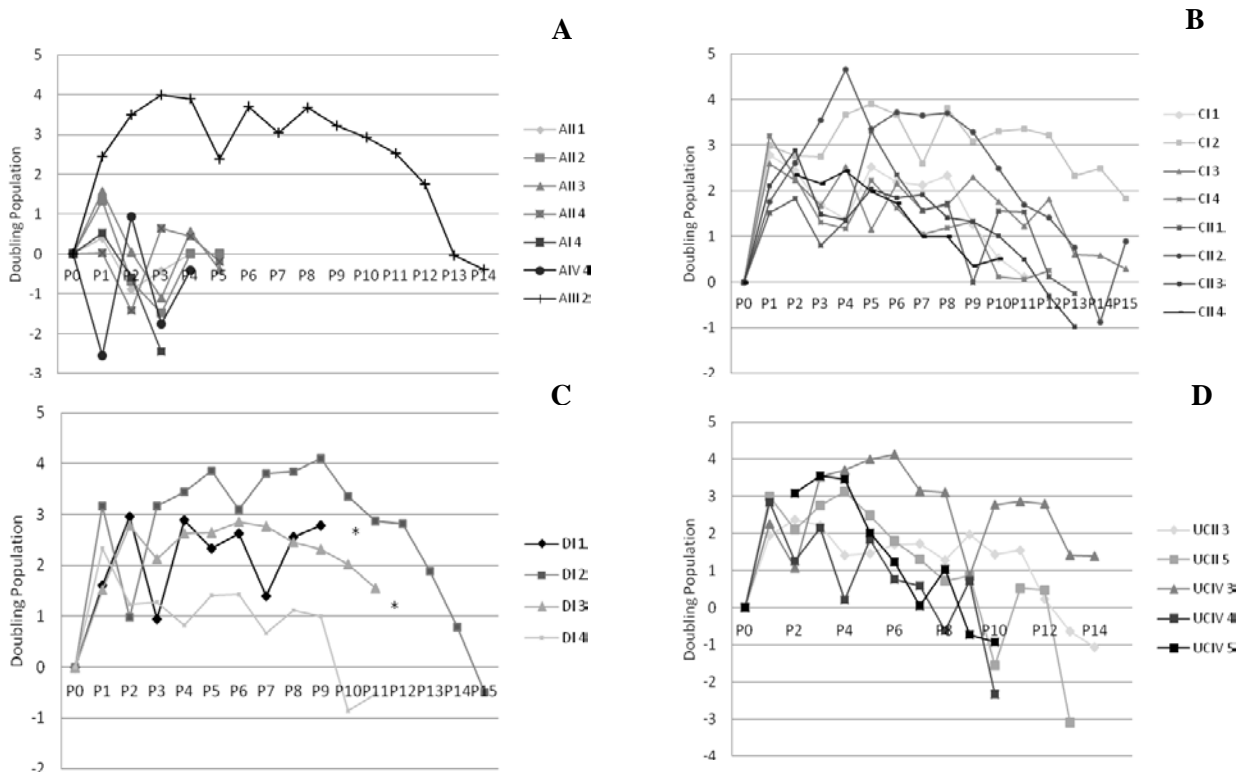 A
Doubling Population
5
4
3
2
1
0
-1
-2
-3
P0 P1 P2 P3 P4 P5 P6 P7 P8 P9 P10 P11 P12 P13 P14
AII 1
AII 2
AII 3
AII 4
AI 4
AIV 4
AIII 2
B
Doubling Population
5
4
3
2
1
0
-1
-2
P0 P1 P2 P3 P4 P5 P6 P7 P8 P9 P10 P11 P12 P13 P14 P15
CI 1
CI 2
CI 3
CI 4
CII 1
CII 2
CII 3
CII 4
C
Doubling Population
5
4
3
2
1
0
-1
-2
P0 P1 P2 P3 P4 P5 P6 P7 P8 P9 P10 P11 P12 P13 P14 P15
*
*
DI 1
DI 2
DI 3
DI 4
D
Doubling Population
5
4
3
2
1
0
-1
-2
-3
-4
P0 P2 P4 P6 P8 P10 P12 P14
UCII 3
UCII 5
UCIV 3
UCIV 4
UCIV 5